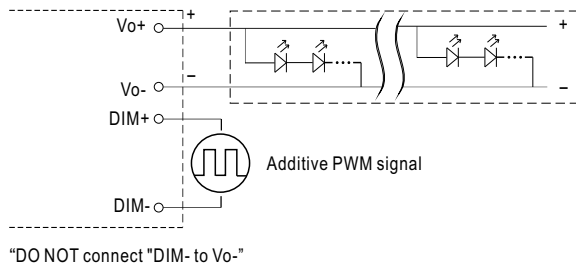 Vo+ + +
Vo- – –
DIM+
Additive PWM signal
DIM-
“DO NOT connect "DIM- to Vo-”